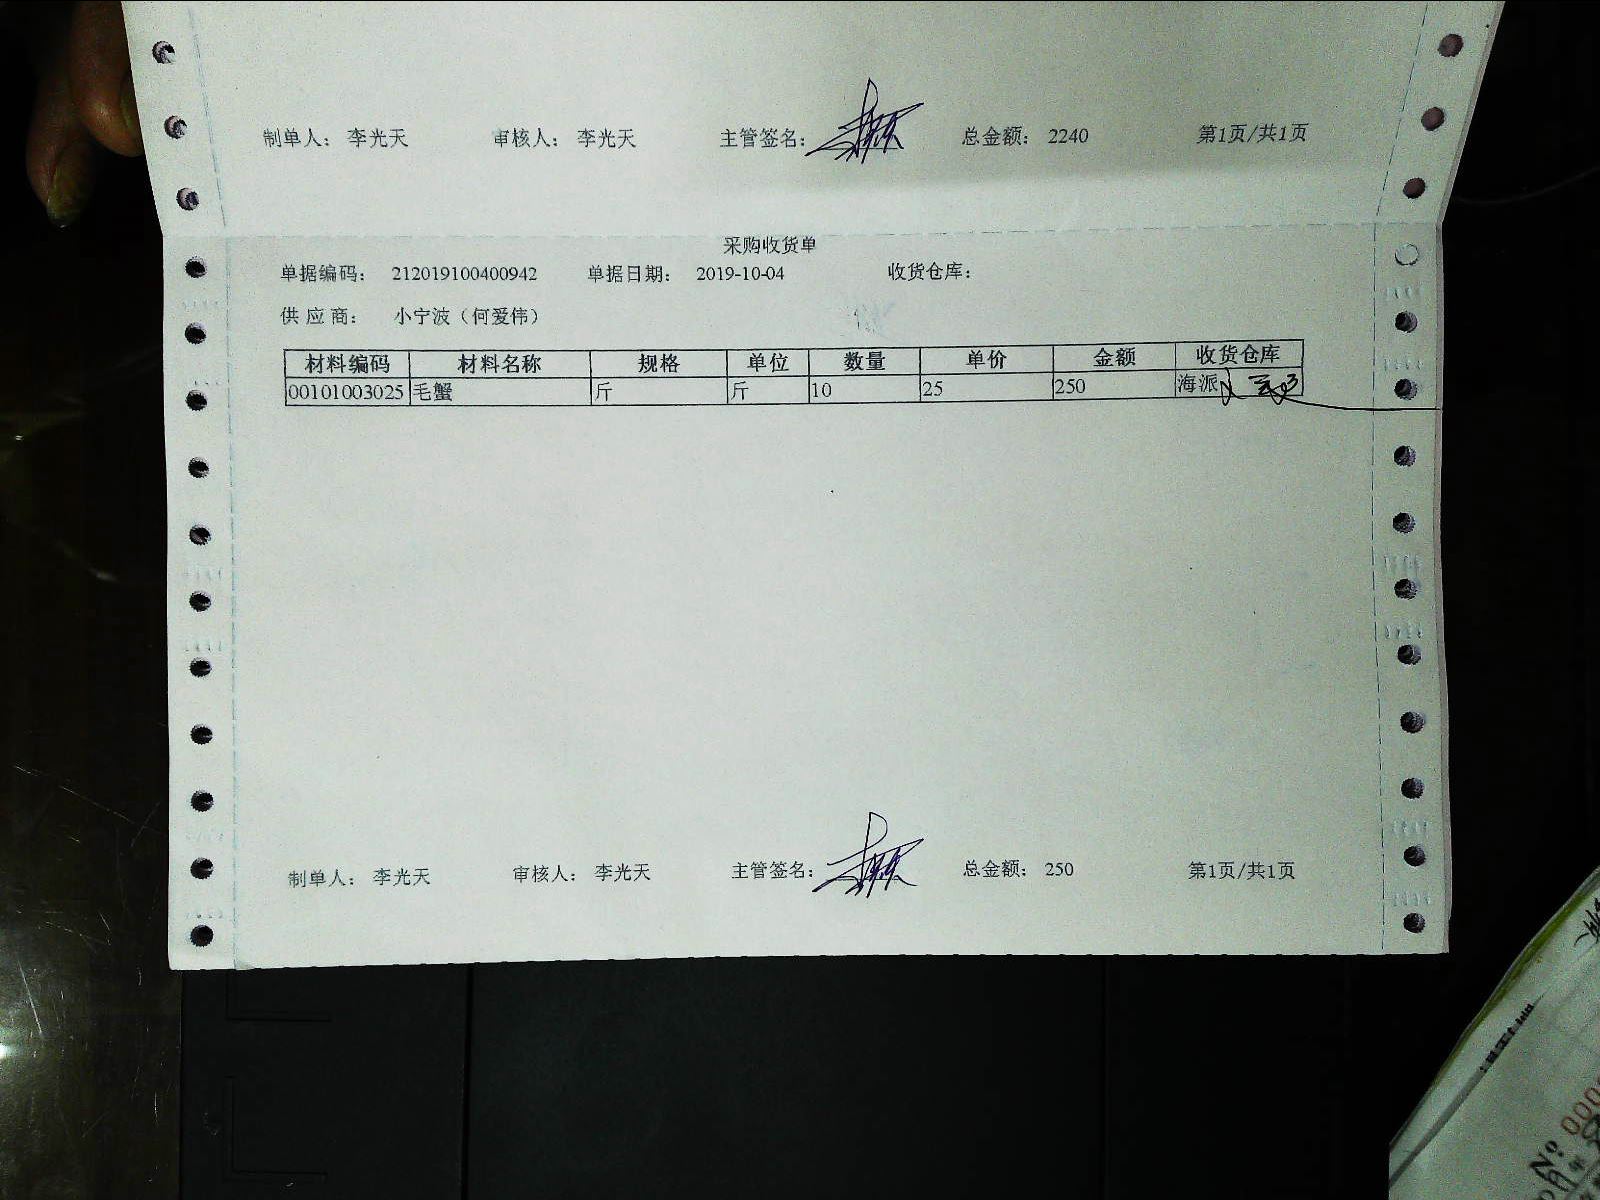 制单人： 李光天 审核人： 李光天 主管签名： 总金额： 2240 第1页/共1页
采购收货单
单据编码： 212019100400942 单据日期： 2019-10-04 收货仓库：
供 应 商： 小宁波（何爱伟）
材料编码 材料名称 规格 单位 数量 单价 金额 收货仓库
00101003025 毛蟹 斤 斤 10 25 250 海派
制单人： 李光天 审核人： 李光天 主管签名： 总金额： 250 第1页/共1页